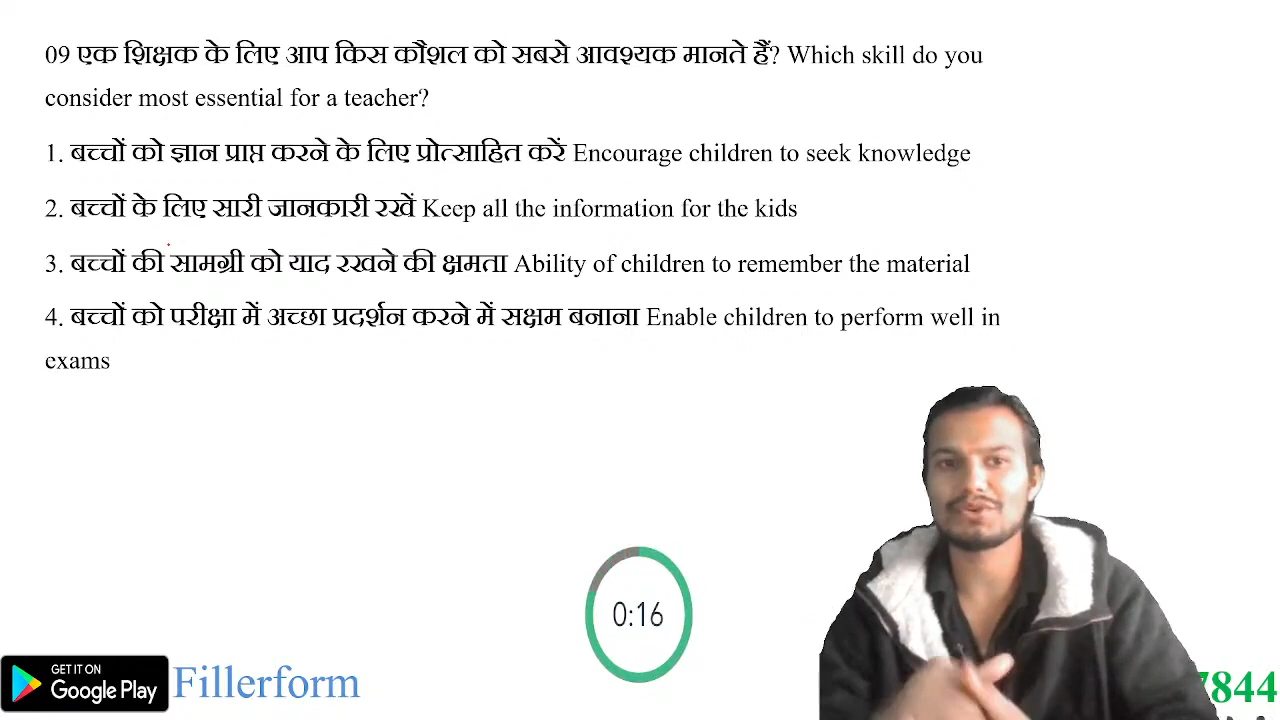 09 एक शिक्षक के लिए आप किस कौशल को सबसे आवश्यक मानते हैं? Which skill do you
consider most essential for a teacher?
1. बच्चों को ज्ञान प्राप्त करने के लिए प्रोत्साहित करें Encourage children to seek knowledge
2. बच्चों के लिए सारी जानकारी रखें Keep all the information for the kids
3. बच्चों की सामग्री को याद रखने की क्षमता Ability of children to remember the material
4. बच्चों को परीक्षा में अच्छा प्रदर्शन करने में सक्षम बनाना Enable children to perform well in
exams
0:16
GET IT ON
Google Play
Fillerform
7844